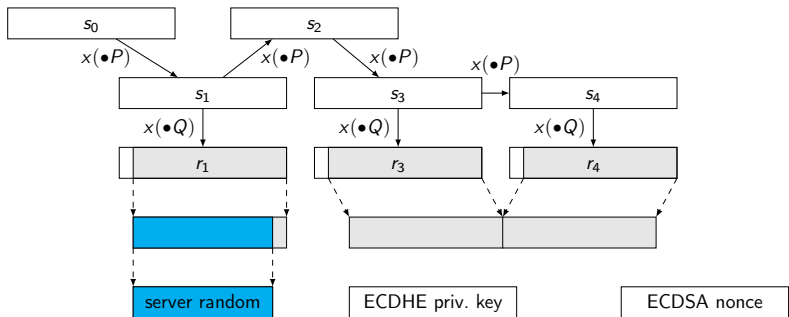 s₀
s₂
x(•P)
x(•P)
x(•P)
x(•P)
s₁
s₃
s₄
x(•Q)
x(•Q)
x(•Q)
r₁
r₃
r₄
server random
ECDHE priv. key
ECDSA nonce